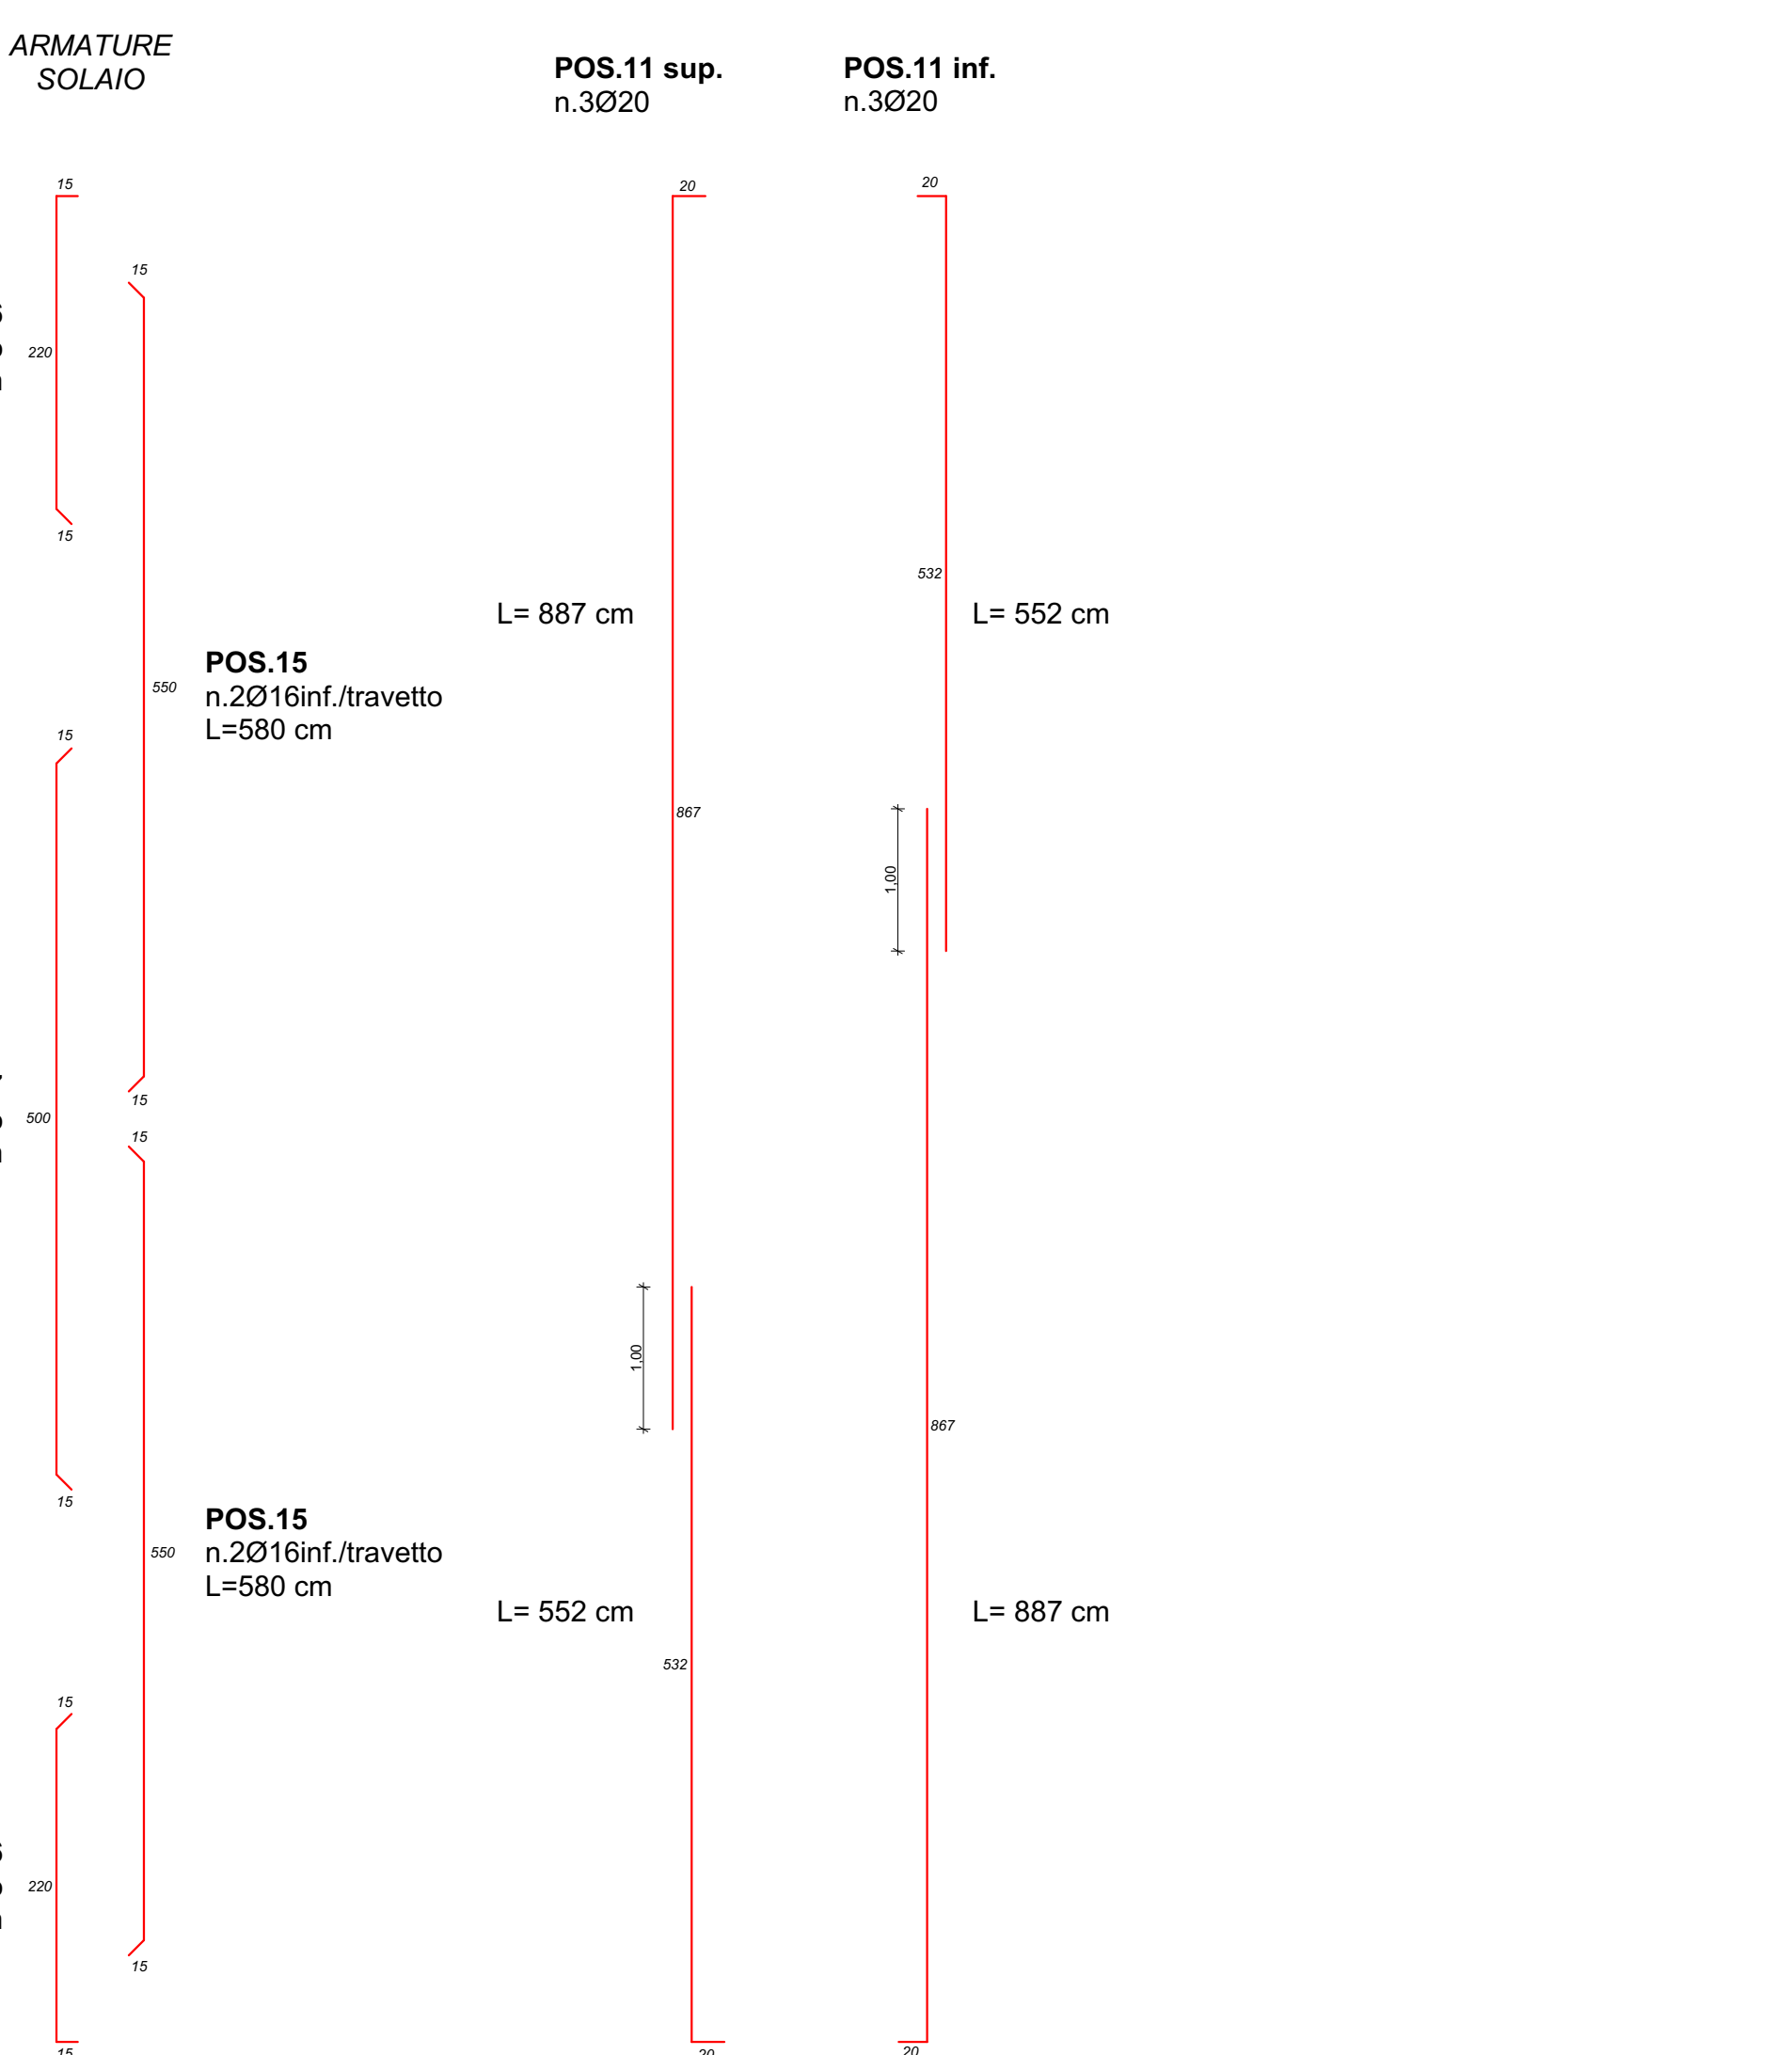 ARMATURE
SOLAIO
POS.11 sup.
n.3Ø20
POS.11 inf.
n.3Ø20
15
20
20
15
220
15
532
L= 887 cm
L= 552 cm
POS.15
n.2Ø16inf./travetto
L=580 cm
550
15
867
1,00
15
500
15
1,00
867
15
POS.15
n.2Ø16inf./travetto
L=580 cm
550
L= 552 cm
L= 887 cm
532
15
220
15
15
20
20